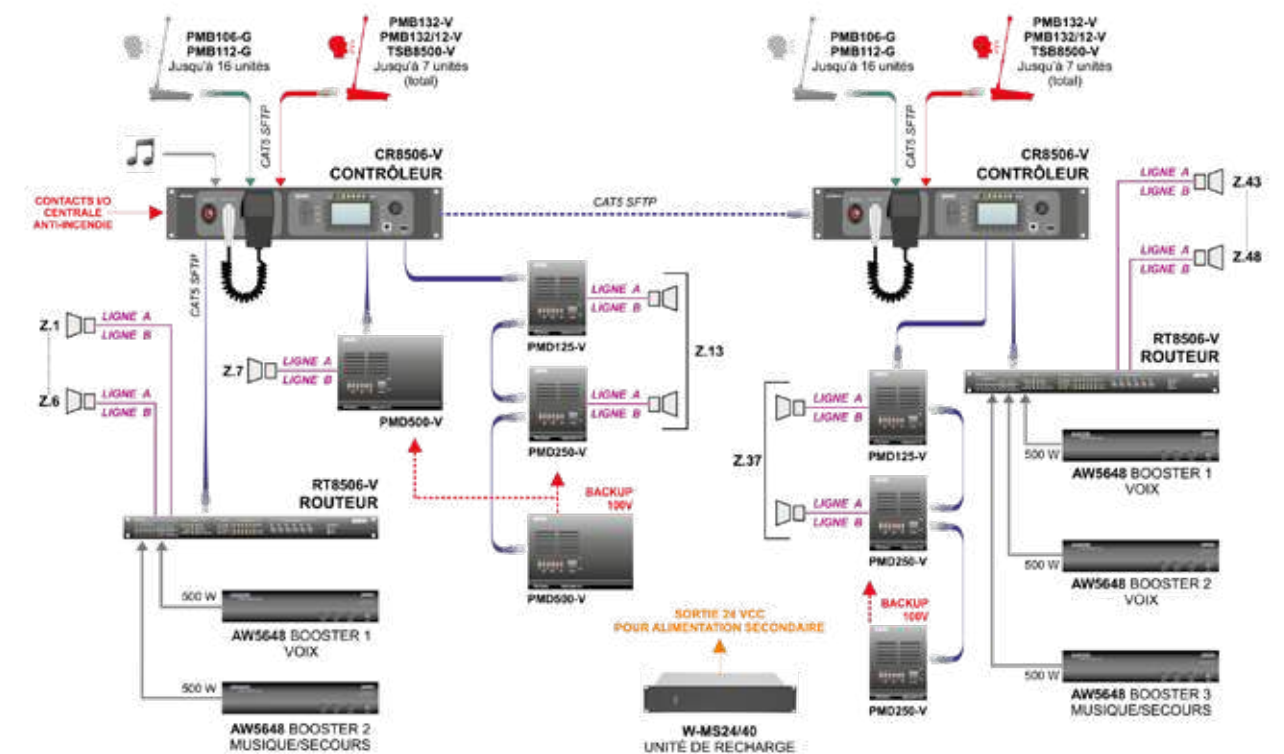 PMB106-G
PMB112-G
Jusqu'à 16 unités
PMB132-V
PMB132/12-V
TSB8500-V
Jusqu'à 7 unités
(total)
CAT5 SFTP
CR8506-V
CONTRÔLEUR
CONTACTS I/O
CENTRALE
ANTI-INCENDIE
CAT5 SFTP
CAT5 SFTP
Z.1
LIGNE A
LIGNE B
Z.6
LIGNE A
LIGNE B
Z.7
LIGNE A
LIGNE B
PMD500-V
PMD125-V
LIGNE A
LIGNE B
PMD250-V
LIGNE A
LIGNE B
Z.13
BACKUP
100V
PMD500-V
RT8506-V
ROUTEUR
500 W
AW5648 BOOSTER 1
VOIX
500 W
AW5648 BOOSTER 2
MUSIQUE/SECOURS
SORTIE 24 VCC
POUR ALIMENTATION SECONDAIRE
W-MS24/40
UNITÉ DE RECHARGE
PMB106-G
PMB112-G
Jusqu'à 16 unités
PMB132-V
PMB132/12-V
TSB8500-V
Jusqu'à 7 unités
(total)
CAT5 SFTP
CR8506-V
CONTRÔLEUR
LIGNE A
LIGNE B
Z.43
LIGNE A
LIGNE B
Z.48
RT8506-V
ROUTEUR
Z.37
LIGNE A
LIGNE B
PMD125-V
LIGNE A
LIGNE B
PMD250-V
BACKUP
100V
PMD250-V
500 W
AW5648 BOOSTER 1
VOIX
500 W
AW5648 BOOSTER 2
VOIX
500 W
AW5648 BOOSTER 3
MUSIQUE/SECOURS